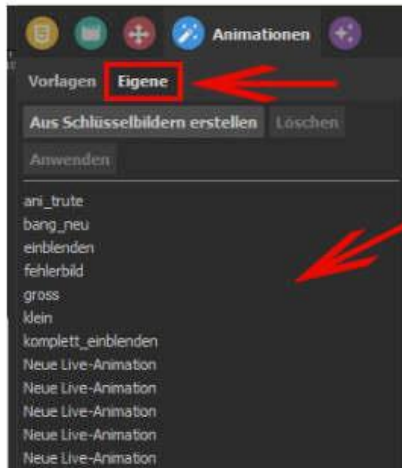 Animationen
Vorlagen Eigene
Aus Schlüsselbildern erstellen Löschen
Anwenden
ani_trute
bang_neu
einblenden
fehlerbild
gross
klein
komplett_einblenden
Neue Live-Animation
Neue Live-Animation
Neue Live-Animation
Neue Live-Animation
Neue Live-Animation